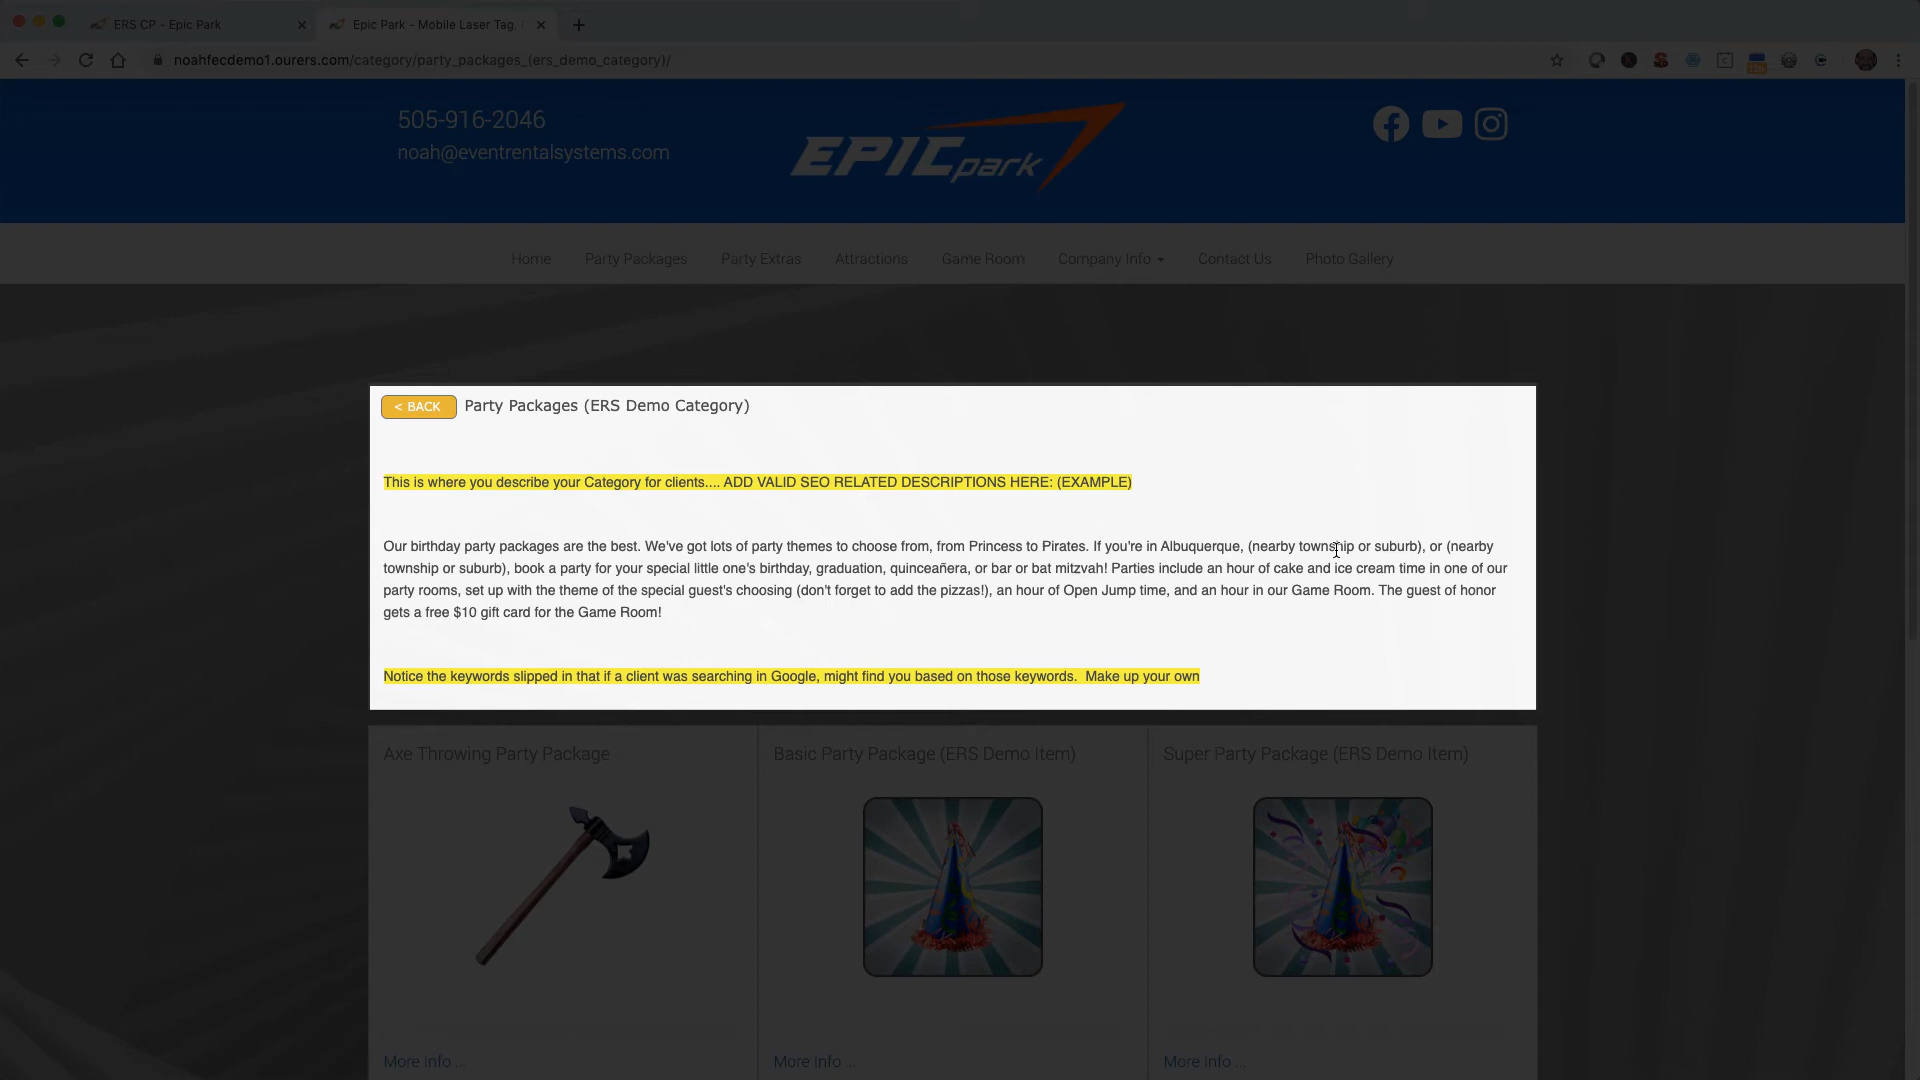 ERS CP - Epic Park
Epic Park - Mobile Laser Tag,
noahfecdemo1.ourers.com/category/party_packages_(ers_demo_category)/
505-916-2046
noah@eventrentalsystems.com
EPIC park
Home Party Packages Party Extras Attractions Game Room Company Info Contact Us Photo Gallery
< BACK Party Packages (ERS Demo Category)
This is where you describe your Category for clients.... ADD VALID SEO RELATED DESCRIPTIONS HERE: (EXAMPLE)
Our birthday party packages are the best. We've got lots of party themes to choose from, from Princess to Pirates. If you're in Albuquerque, (nearby township or suburb), or (nearby
township or suburb), book a party for your special little one's birthday, graduation, quinceañera, or bar or bat mitzvah! Parties include an hour of cake and ice cream time in one of our
party rooms, set up with the theme of the special guest's choosing (don't forget to add the pizzas!), an hour of Open Jump time, and an hour in our Game Room. The guest of honor
gets a free $10 gift card for the Game Room!
Notice the keywords slipped in that if a client was searching in Google, might find you based on those keywords. Make up your own
Axe Throwing Party Package Basic Party Package (ERS Demo Item) Super Party Package (ERS Demo Item)
More Info ... More Info ... More Info ...